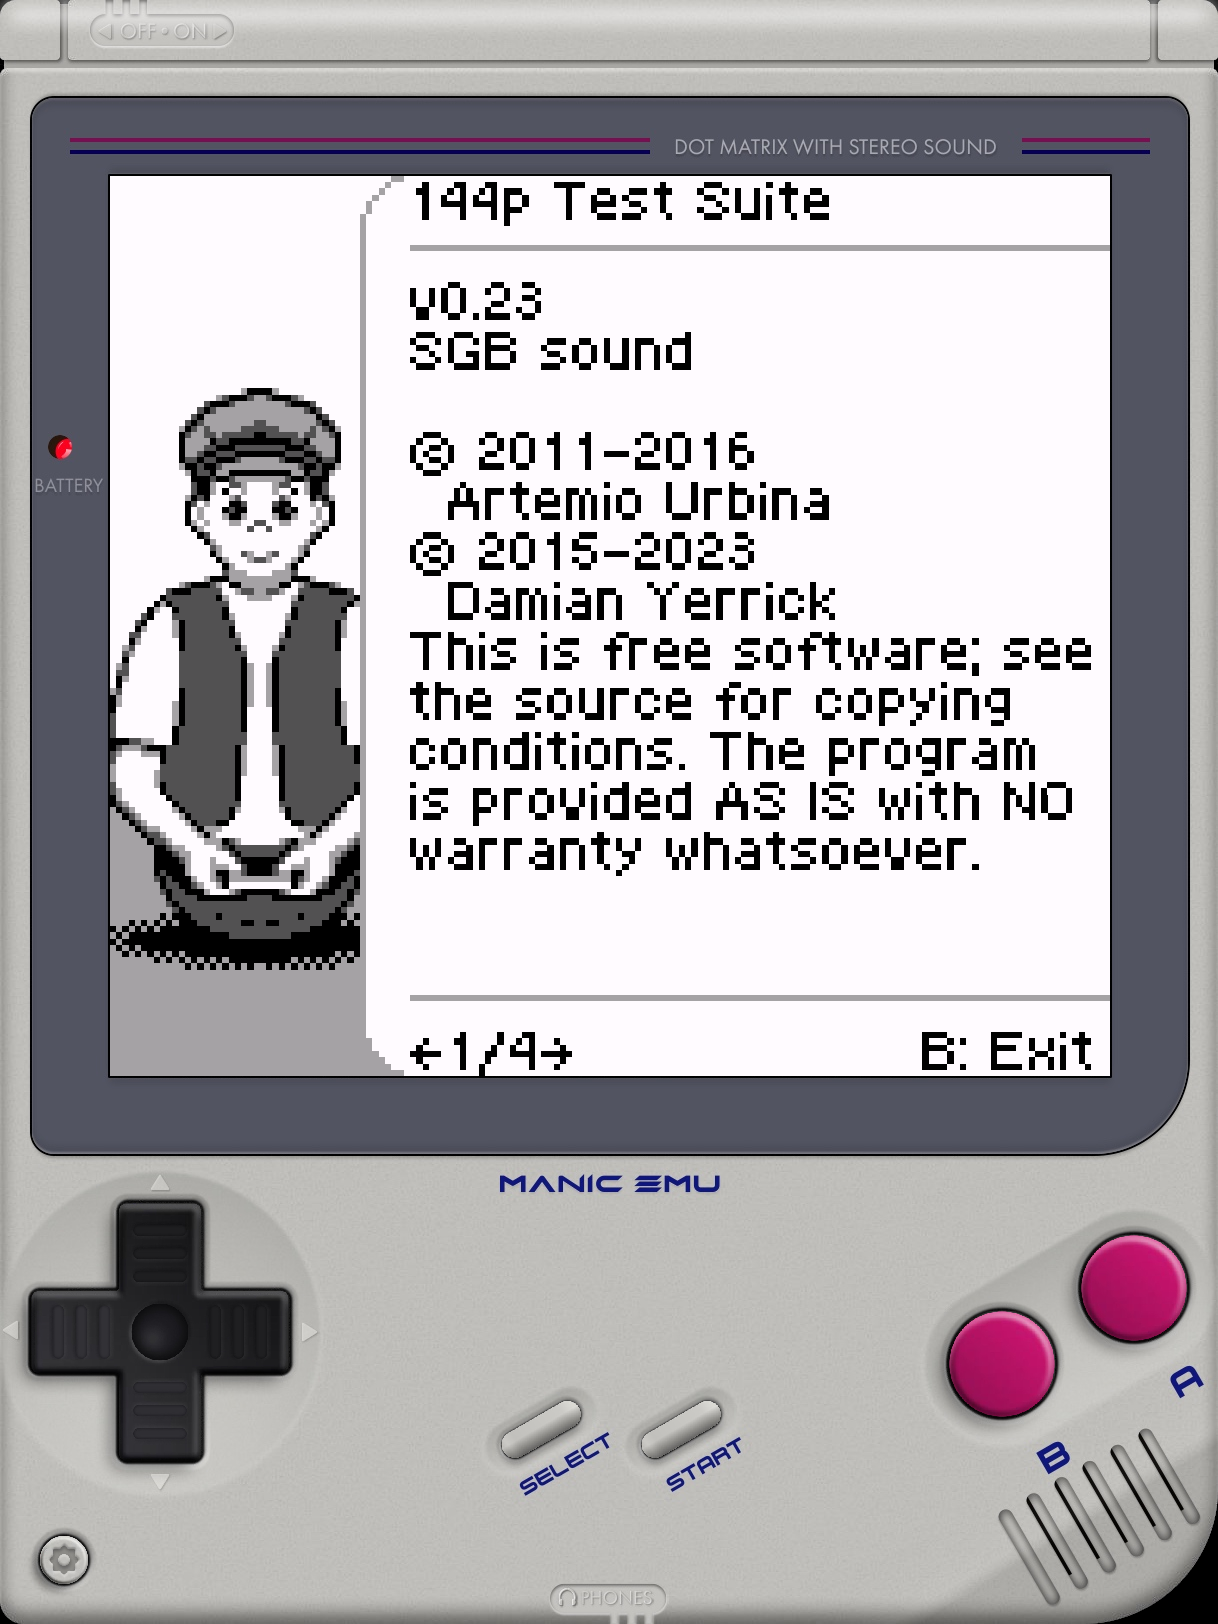 OFF•ON
DOT MATRIX WITH STEREO SOUND
BATTERY
144p Test Suite
v0.23
SGB sound
© 2011–2016
Artemio Urbina
© 2015–2023
Damian Yerrick
This is free software; see
the source for copying
conditions. The program
is provided AS IS with NO
warranty whatsoever.
←1/4→
B: Exit
MANIC EMU
A
B
SELECT
START
PHONES